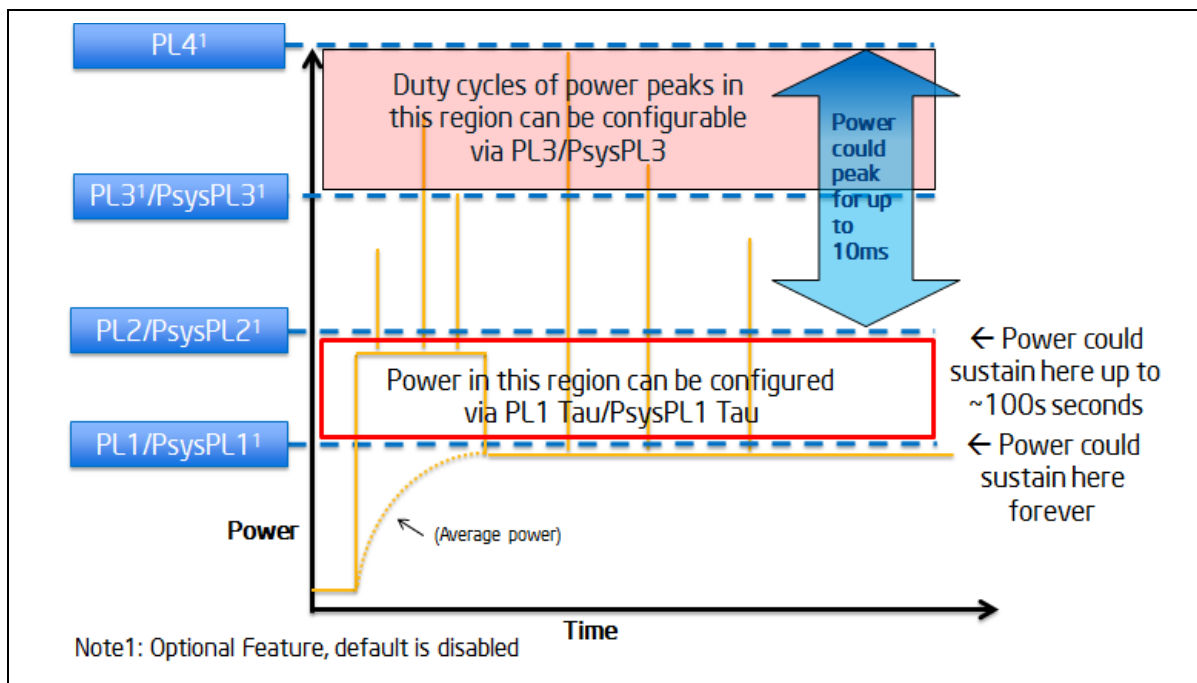 PL4¹
Duty cycles of power peaks in
this region can be configurable
via PL3/PsysPL3
Power
could
peak
for up
to
10ms
PL3¹/PsysPL3¹
PL2/PsysPL2¹
← Power could
sustain here up to
~100s seconds
Power in this region can be configured
via PL1 Tau/PsysPL1 Tau
PL1/PsysPL1¹
← Power could
sustain here
forever
Power
(Average power)
Time
Note1: Optional Feature, default is disabled